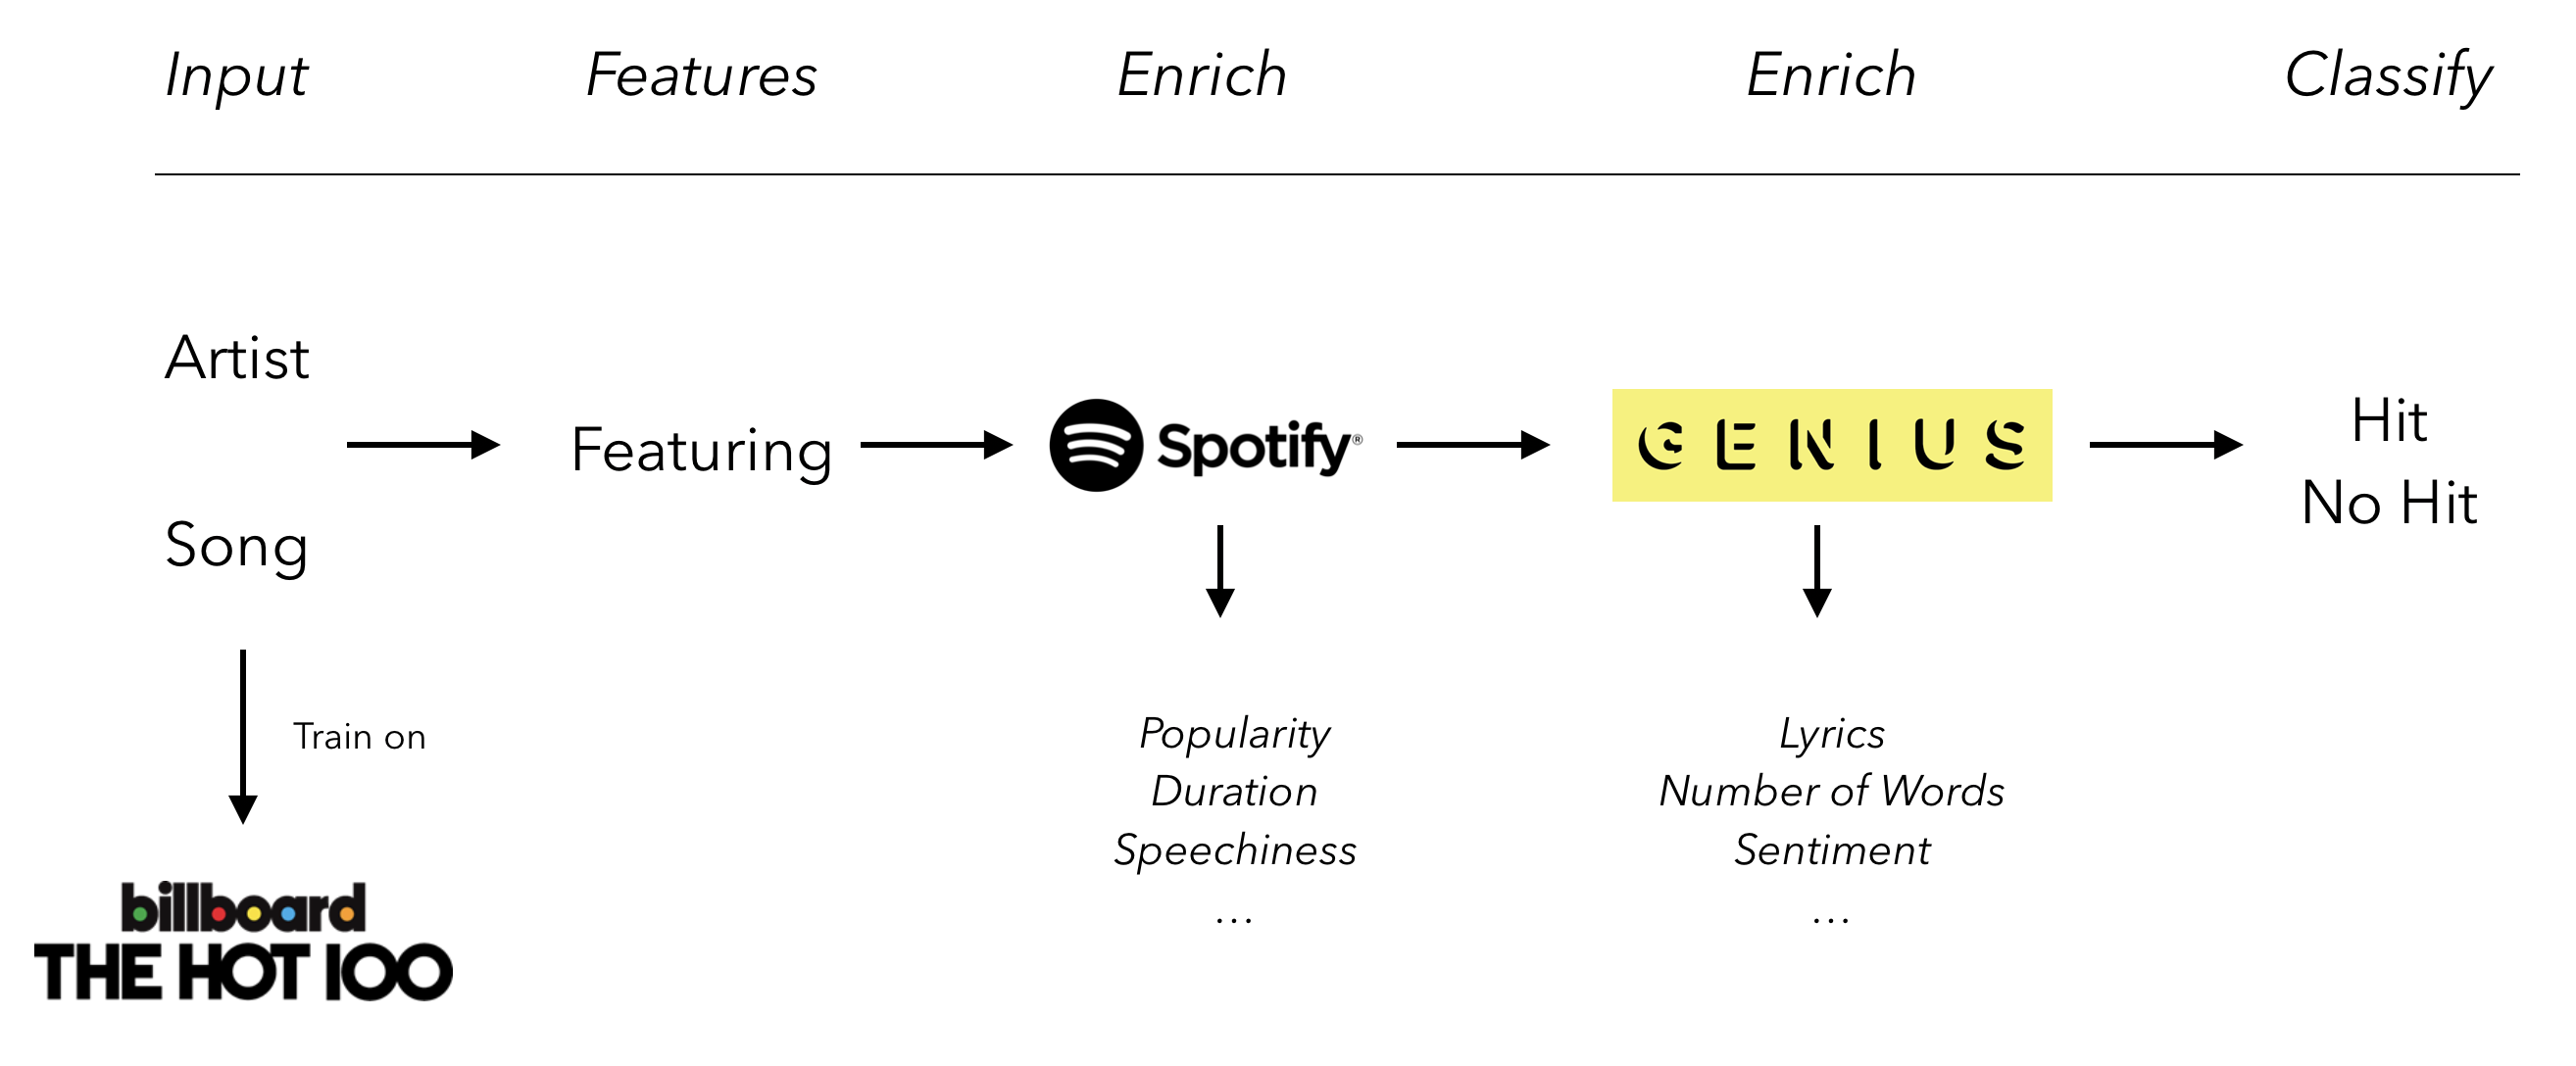 Input
Features
Enrich
Enrich
Classify
Artist
Song
Featuring
Spotify®
GENIUS
Hit
No Hit
Train on
billboard
THE HOT 100
Popularity
Duration
Speechiness
...
Lyrics
Number of Words
Sentiment
...